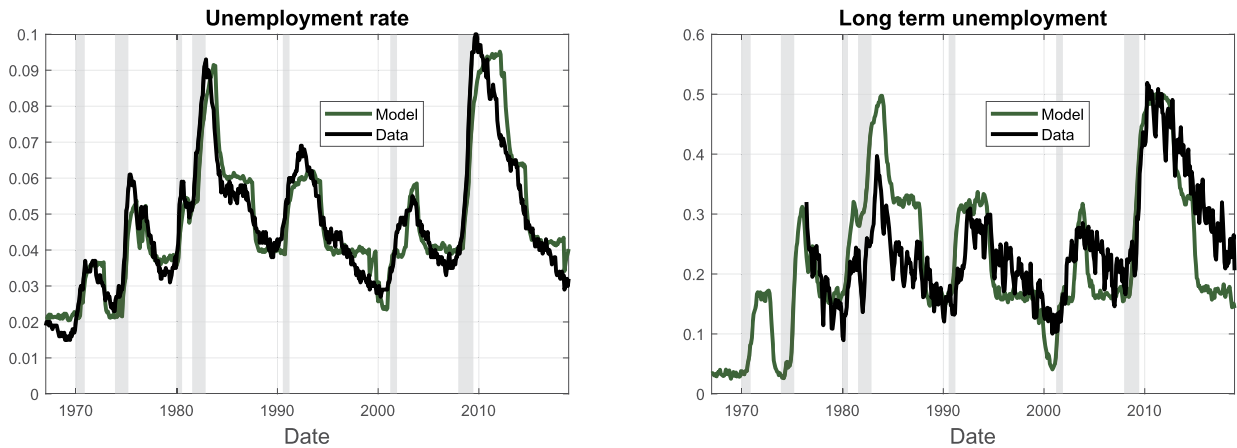 Unemployment rate
0.1
0.09
0.08
0.07
0.06
0.05
0.04
0.03
0.02
0.01
0
Model
Data
1970 1980 1990 2000 2010
Date
Long term unemployment
0.6
0.5
0.4
0.3
0.2
0.1
0
Model
Data
1970 1980 1990 2000 2010
Date